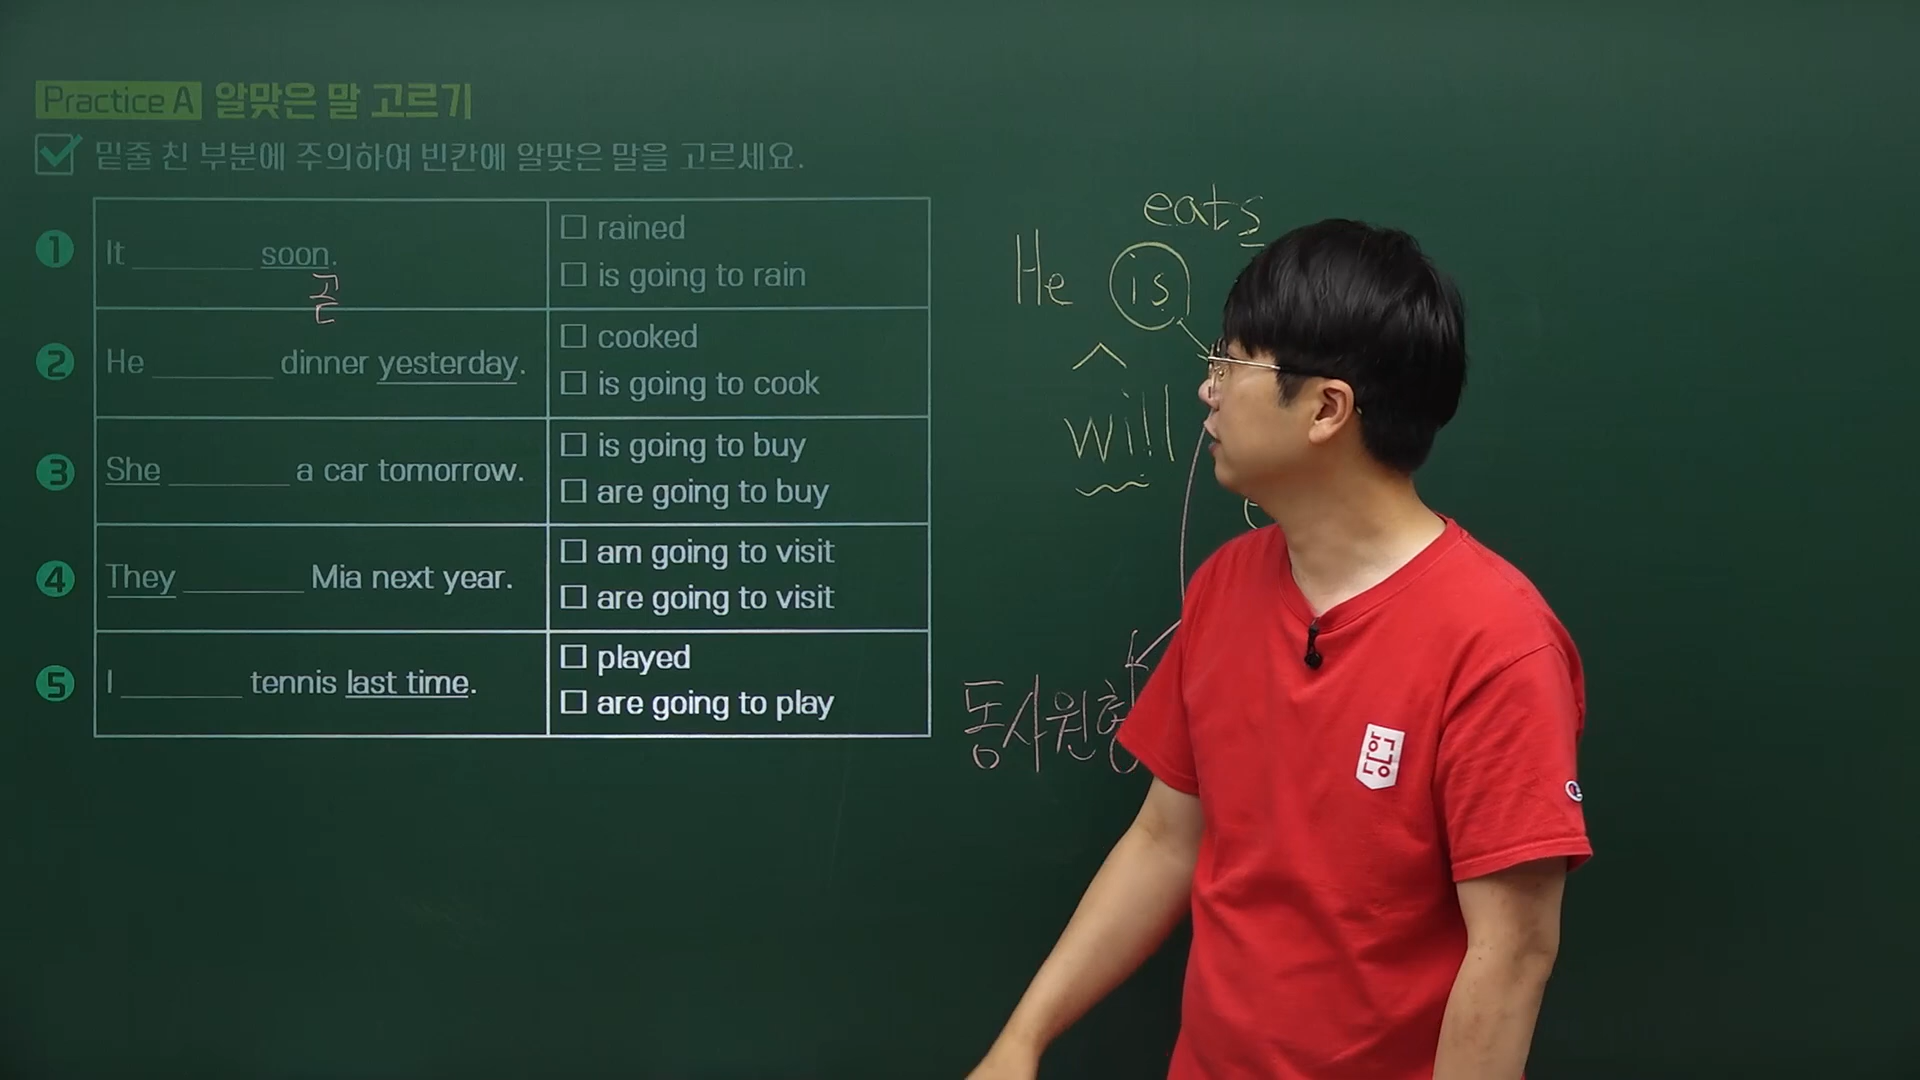 Practice A 알맞은 말 고르기
밑줄 친 부분에 주의하여 빈칸에 알맞은 말을 고르세요.
1 It ________ soon.
곧
□ rained
□ is going to rain
2 He ________ dinner yesterday.
□ cooked
□ is going to cook
3 She ________ a car tomorrow.
□ is going to buy
□ are going to buy
4 They ________ Mia next year.
□ am going to visit
□ are going to visit
5 I ________ tennis last time.
□ played
□ are going to play
eats
He is
will
동사원형